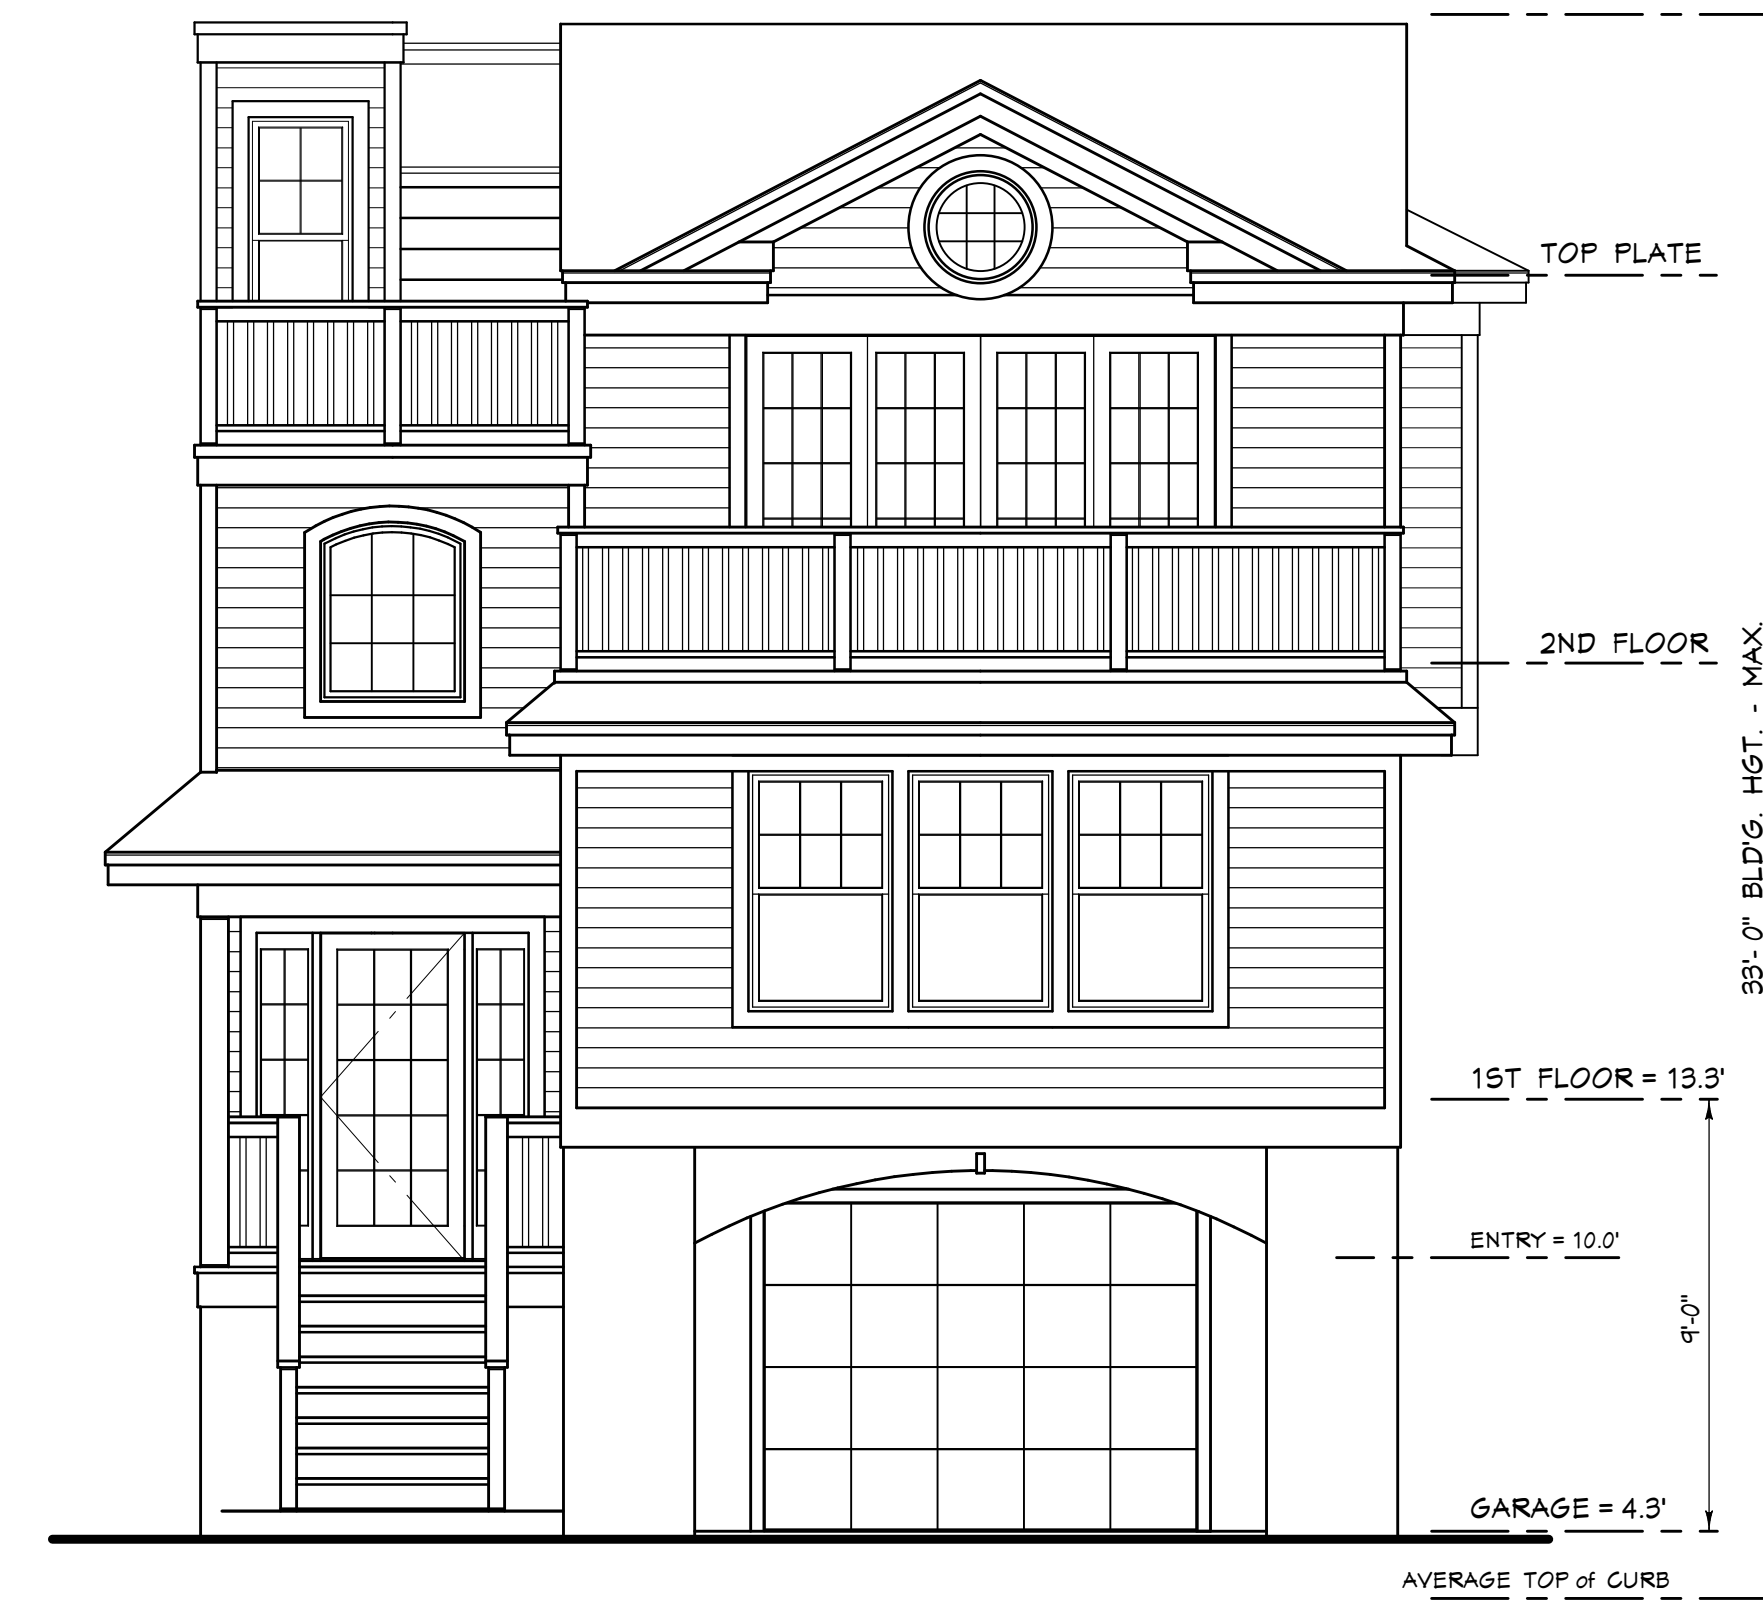 TOP PLATE
2ND FLOOR
33'-0" BLD'G. HGT. - MAX.
1ST FLOOR = 13.3'
ENTRY = 10.0'
9'-0"
GARAGE = 4.3'
AVERAGE TOP of CURB